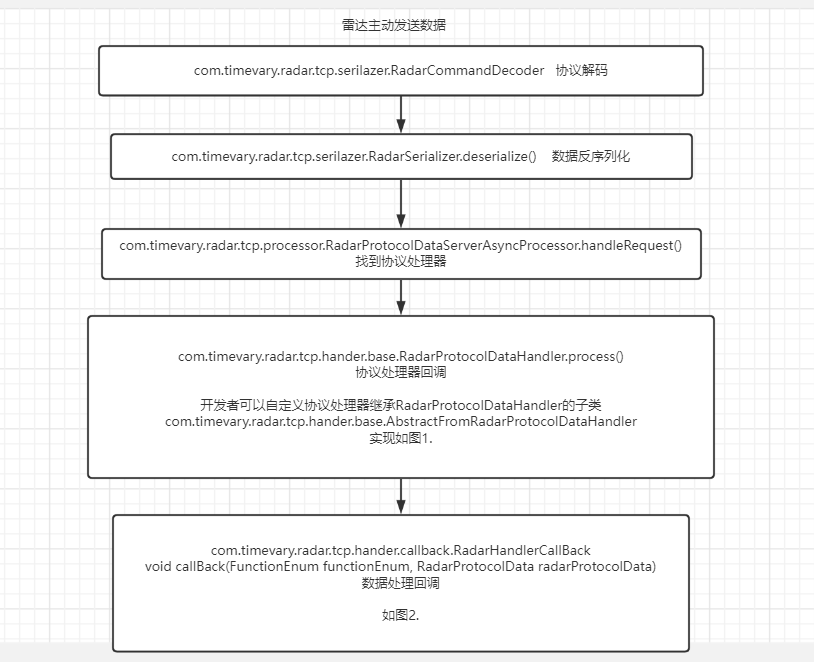 雷达主动发送数据
com.timevary.radar.tcp.serilazer.RadarCommandDecoder 协议解码
com.timevary.radar.tcp.serilazer.RadarSerializer.deserialize() 数据反序列化
com.timevary.radar.tcp.processor.RadarProtocolDataServerAsyncProcessor.handleRequest()
找到协议处理器
com.timevary.radar.tcp.hander.base.RadarProtocolDataHandler.process()
协议处理器回调
开发者可以自定义协议处理器继承RadarProtocolDataHandler的子类
com.timevary.radar.tcp.hander.base.AbstractFromRadarProtocolDataHandler
实现如图1.
com.timevary.radar.tcp.hander.callback.RadarHandlerCallBack
void callBack(FunctionEnum functionEnum, RadarProtocolData radarProtocolData)
数据处理回调
如图2.